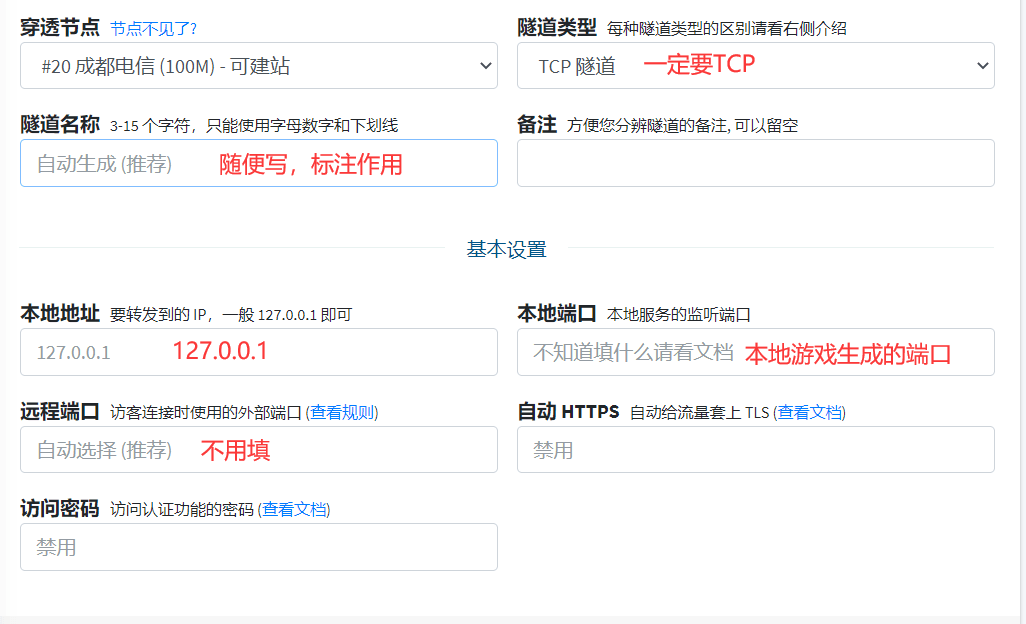 穿透节点 节点不见了?
隧道类型 每种隧道类型的区别请看右侧介绍
#20 成都电信 (100M) - 可建站
TCP 隧道 一定要TCP
隧道名称 3-15 个字符，只能使用字母数字和下划线
备注 方便您分辨隧道的备注, 可以留空
自动生成 (推荐) 随便写，标注作用
基本设置
本地地址 要转发到的 IP，一般 127.0.0.1 即可
本地端口 本地服务的监听端口
127.0.0.1 127.0.0.1
不知道填什么请看文档 本地游戏生成的端口
远程端口 访客连接时使用的外部端口 (查看规则)
自动 HTTPS 自动给流量套上 TLS (查看文档)
自动选择 (推荐) 不用填
禁用
访问密码 访问认证功能的密码 (查看文档)
禁用